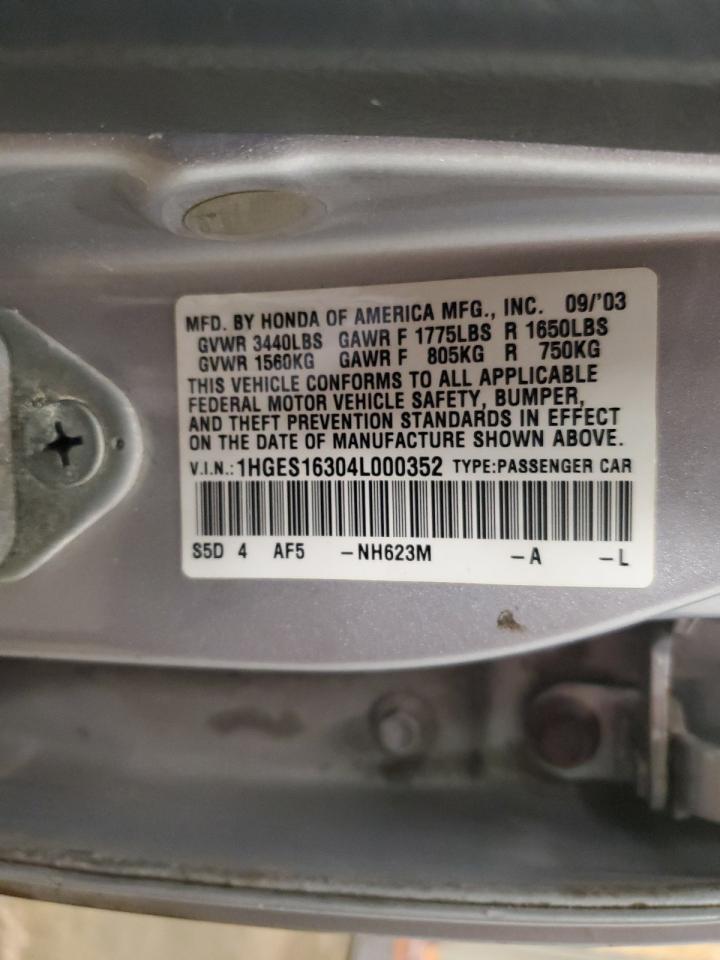 MFD. BY HONDA OF AMERICA MFG., INC. 09/'03
GVWR 3440LBS GAWR F 1775LBS R 1650LBS
GVWR 1560KG GAWR F 805KG R 750KG
THIS VEHICLE CONFORMS TO ALL APPLICABLE
FEDERAL MOTOR VEHICLE SAFETY, BUMPER,
AND THEFT PREVENTION STANDARDS IN EFFECT
ON THE DATE OF MANUFACTURE SHOWN ABOVE.
V.I.N.:1HGES16304L000352 TYPE:PASSENGER CAR
S5D 4 AF5 -NH623M -A -L